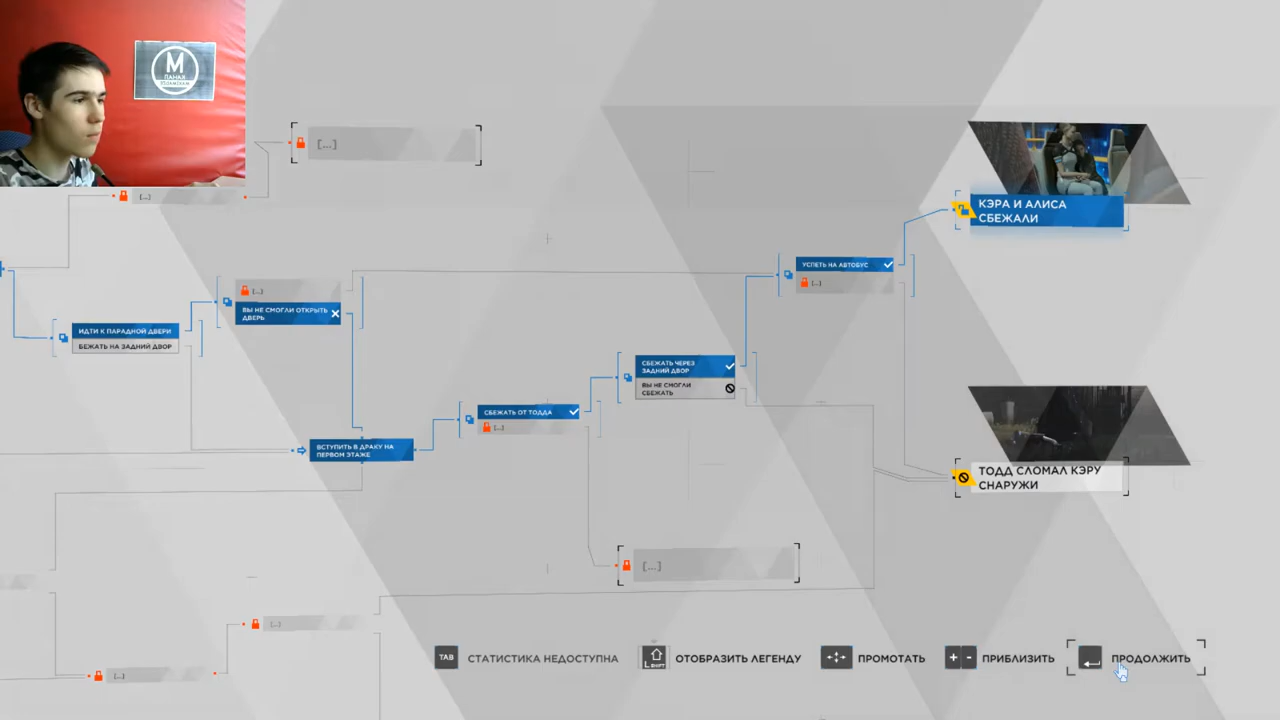 М
ПАНАХ
[...]
[...]
КЭРА И АЛИСА
СБЕЖАЛИ
УСПЕТЬ НА АВТОБУС
[...]
[...]
ВЫ НЕ СМОГЛИ ОТКРЫТЬ
ДВЕРЬ
ИДТИ К ПАРАДНОЙ ДВЕРИ
БЕЖАТЬ НА ЗАДНИЙ ДВОР
СБЕЖАТЬ ЧЕРЕЗ
ЗАДНИЙ ДВОР
ВЫ НЕ СМОГЛИ
СБЕЖАТЬ
СБЕЖАТЬ ОТ ТОДДА
[...]
ВСТУПИТЬ В ДРАКУ НА
ПЕРВОМ ЭТАЖЕ
ТОДД СЛОМАЛ КЭРУ
СНАРУЖИ
[...]
[...]
[...]
TAB СТАТИСТИКА НЕДОСТУПНА L SHIFT ОТОБРАЗИТЬ ЛЕГЕНДУ ПРОМОТАТЬ + - ПРИБЛИЗИТЬ ПРОДОЛЖИТЬ